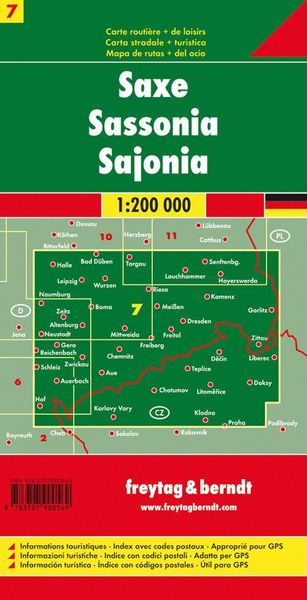 7
Carte routière + de loisirs
Carta stradale + turistica
Mapa de rutas + del ocio
Saxe
Sassonia
Sajonia
1:200 000
Dessau
Köthen
Bitterfeld
10
Herzberg
11
Lübbenau
Cottbus
PL
Halle
Bad Düben
Torgau
Senftenbg.
Lauchhammer
Hoyerswerda
Leipzig
Wurzen
Riesa
Naumburg
Kamenz
D
Zeitz
Borna
7
Meißen
Görlitz
Jena
Altenburg
Dresden
Neustadt
Mittweida
Freital
Zittau
Gera
Freiberg
Reichenbach
Chemnitz
Děčín
Liberec
Schleiz
Zwickau
Aue
Teplice
6
Auerbach
Chotumov
Litoměřice
Doksy
Hof
Karlovy Vary
CZ
Kladno
Praha
Poděbrady
Bayreuth
2
Cheb
Sokolov
Rakovník
ISBN 9783707900569
9 783707 900569
freytag & berndt
www.freytagberndt.com
Informations touristiques · Index avec codes postaux · Approprié pour GPS
Informazioni turistiche · Indice con codici postali · Adatto per GPS
Información turística · Índice con códigos postales · Útil para GPS